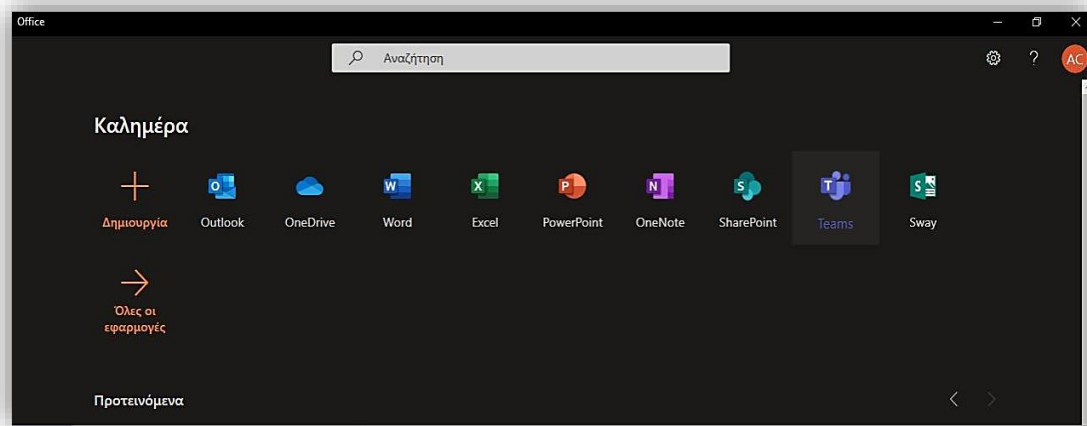 Office
Αναζήτηση
?
AC
Καλημέρα
Δημιουργία
Outlook
OneDrive
Word
Excel
PowerPoint
OneNote
SharePoint
Teams
Sway
Όλες οι
εφαρμογές
Προτεινόμενα